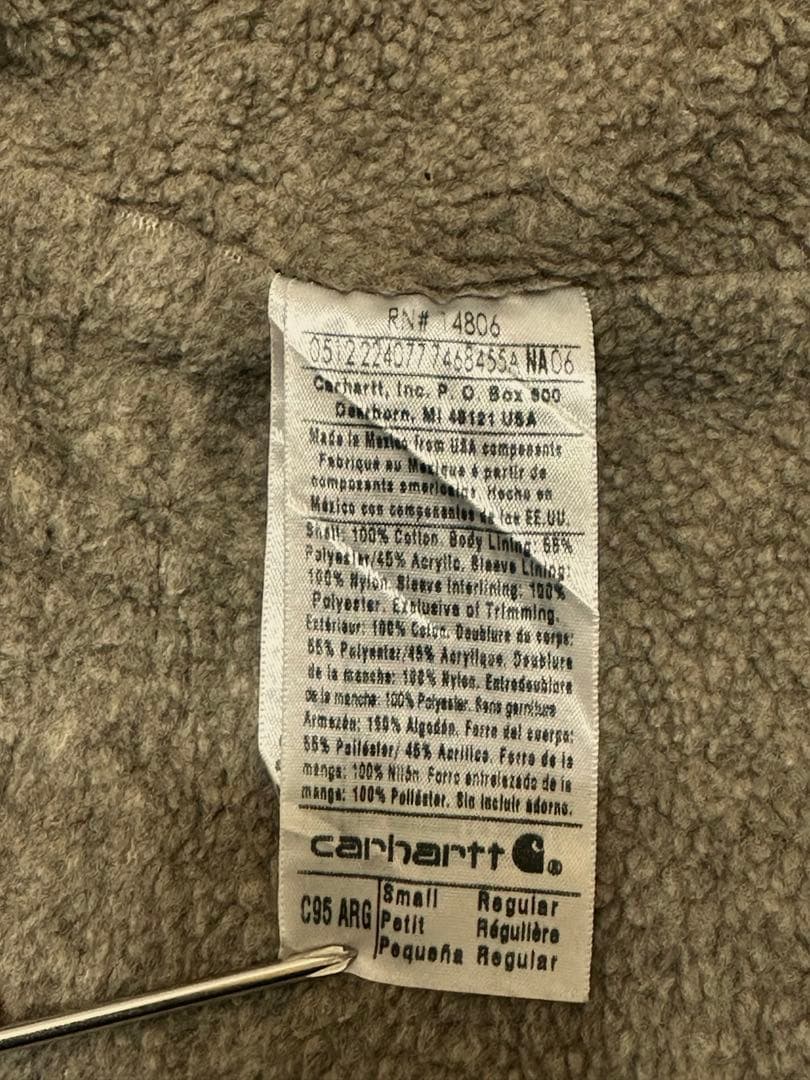 RN# 14806
0512 224077 7468455A NA06
Carhartt, Inc. P. O. Box 600
Dearborn, MI 48121 USA
Made in Mexico from USA components
Fabriqué au Mexique à partir de
composants americains. Hecho en
México con componentes de los EE.UU.
Shell: 100% Cotton. Body Lining: 55%
Polyester/45% Acrylic. Sleeve Lining:
100% Nylon. Sleeve Interlining: 100%
Polyester. Exclusive of Trimming.
Extérieur: 100% Coton. Doublure du corps:
55% Polyester/45% Acrylique. Doublure
de la manche: 100% Nylon. Entredoublure
de la manche: 100% Polyester. Sans garniture
Armazón: 100% Algodón. Forro del cuerpo:
55% Poliéster/ 45% Acrílico. Forro de la
manga: 100% Nilón. Forro entrelazado de la
manga: 100% Poliéster. Sin incluir adorno.
carhartt ®
C95 ARG
Small Regular
Petit Régulière
Pequeña Regular